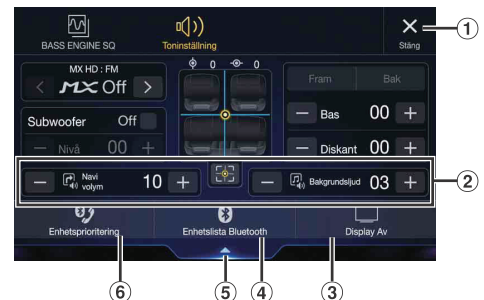 BASS ENGINE SQ
Toninställning
Stäng
1
MX HD : FM
< MX Off >
0
0
Fram
Bak
Subwoofer Off
— Bas 00 +
— Nivå 00 +
— Diskant 00 +
— Navi volym 10 +
— Bakgrundsljud 03 +
2
Enhetsprioritering
Enhetslista Bluetooth
Display Av
6
5
4
3